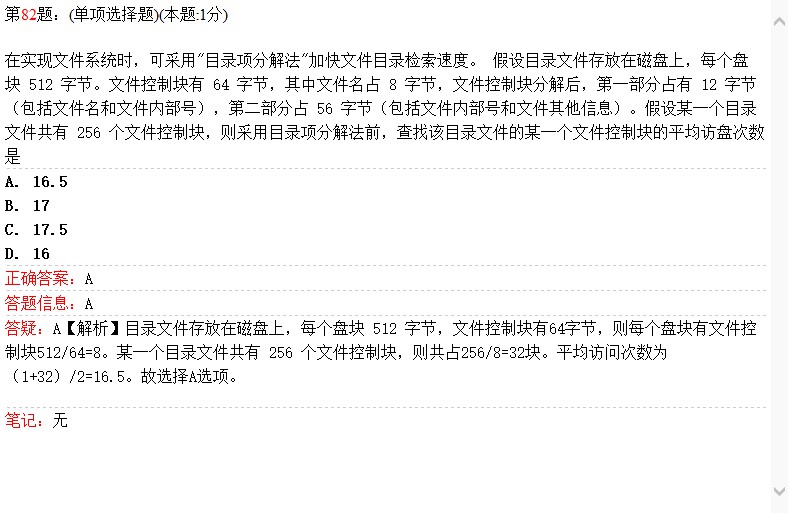 第82题：(单项选择题)(本题:1分)
在实现文件系统时，可采用"目录项分解法"加快文件目录检索速度。 假设目录文件存放在磁盘上，每个盘
块 512 字节。文件控制块有 64 字节，其中文件名占 8 字节，文件控制块分解后，第一部分占有 12 字节
（包括文件名和文件内部号），第二部分占 56 字节（包括文件内部号和文件其他信息）。假设某一个目录
文件共有 256 个文件控制块，则采用目录项分解法前，查找该目录文件的某一个文件控制块的平均访盘次数
是
A. 16.5
B. 17
C. 17.5
D. 16
正确答案：A
答题信息：A
答疑：A【解析】目录文件存放在磁盘上，每个盘块 512 字节，文件控制块有64字节，则每个盘块有文件控
制块512/64=8。某一个目录文件共有 256 个文件控制块，则共占256/8=32块。平均访问次数为
（1+32）/2=16.5。故选择A选项。
笔记：无